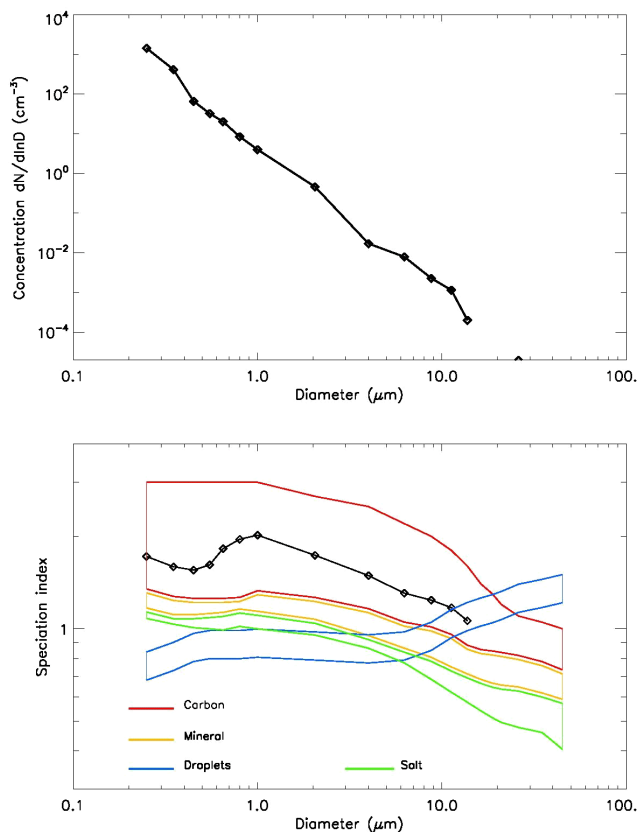 10⁴
10²
10⁰
10⁻²
10⁻⁴
Concentration dN/dlnD (cm⁻³)
0.1 1.0 10.0 100.
Diameter (μm)
Speciation index
1
Carban
Mineral
Droplets Salt
0.1 1.0 10.0 100.
Diameter (μm)